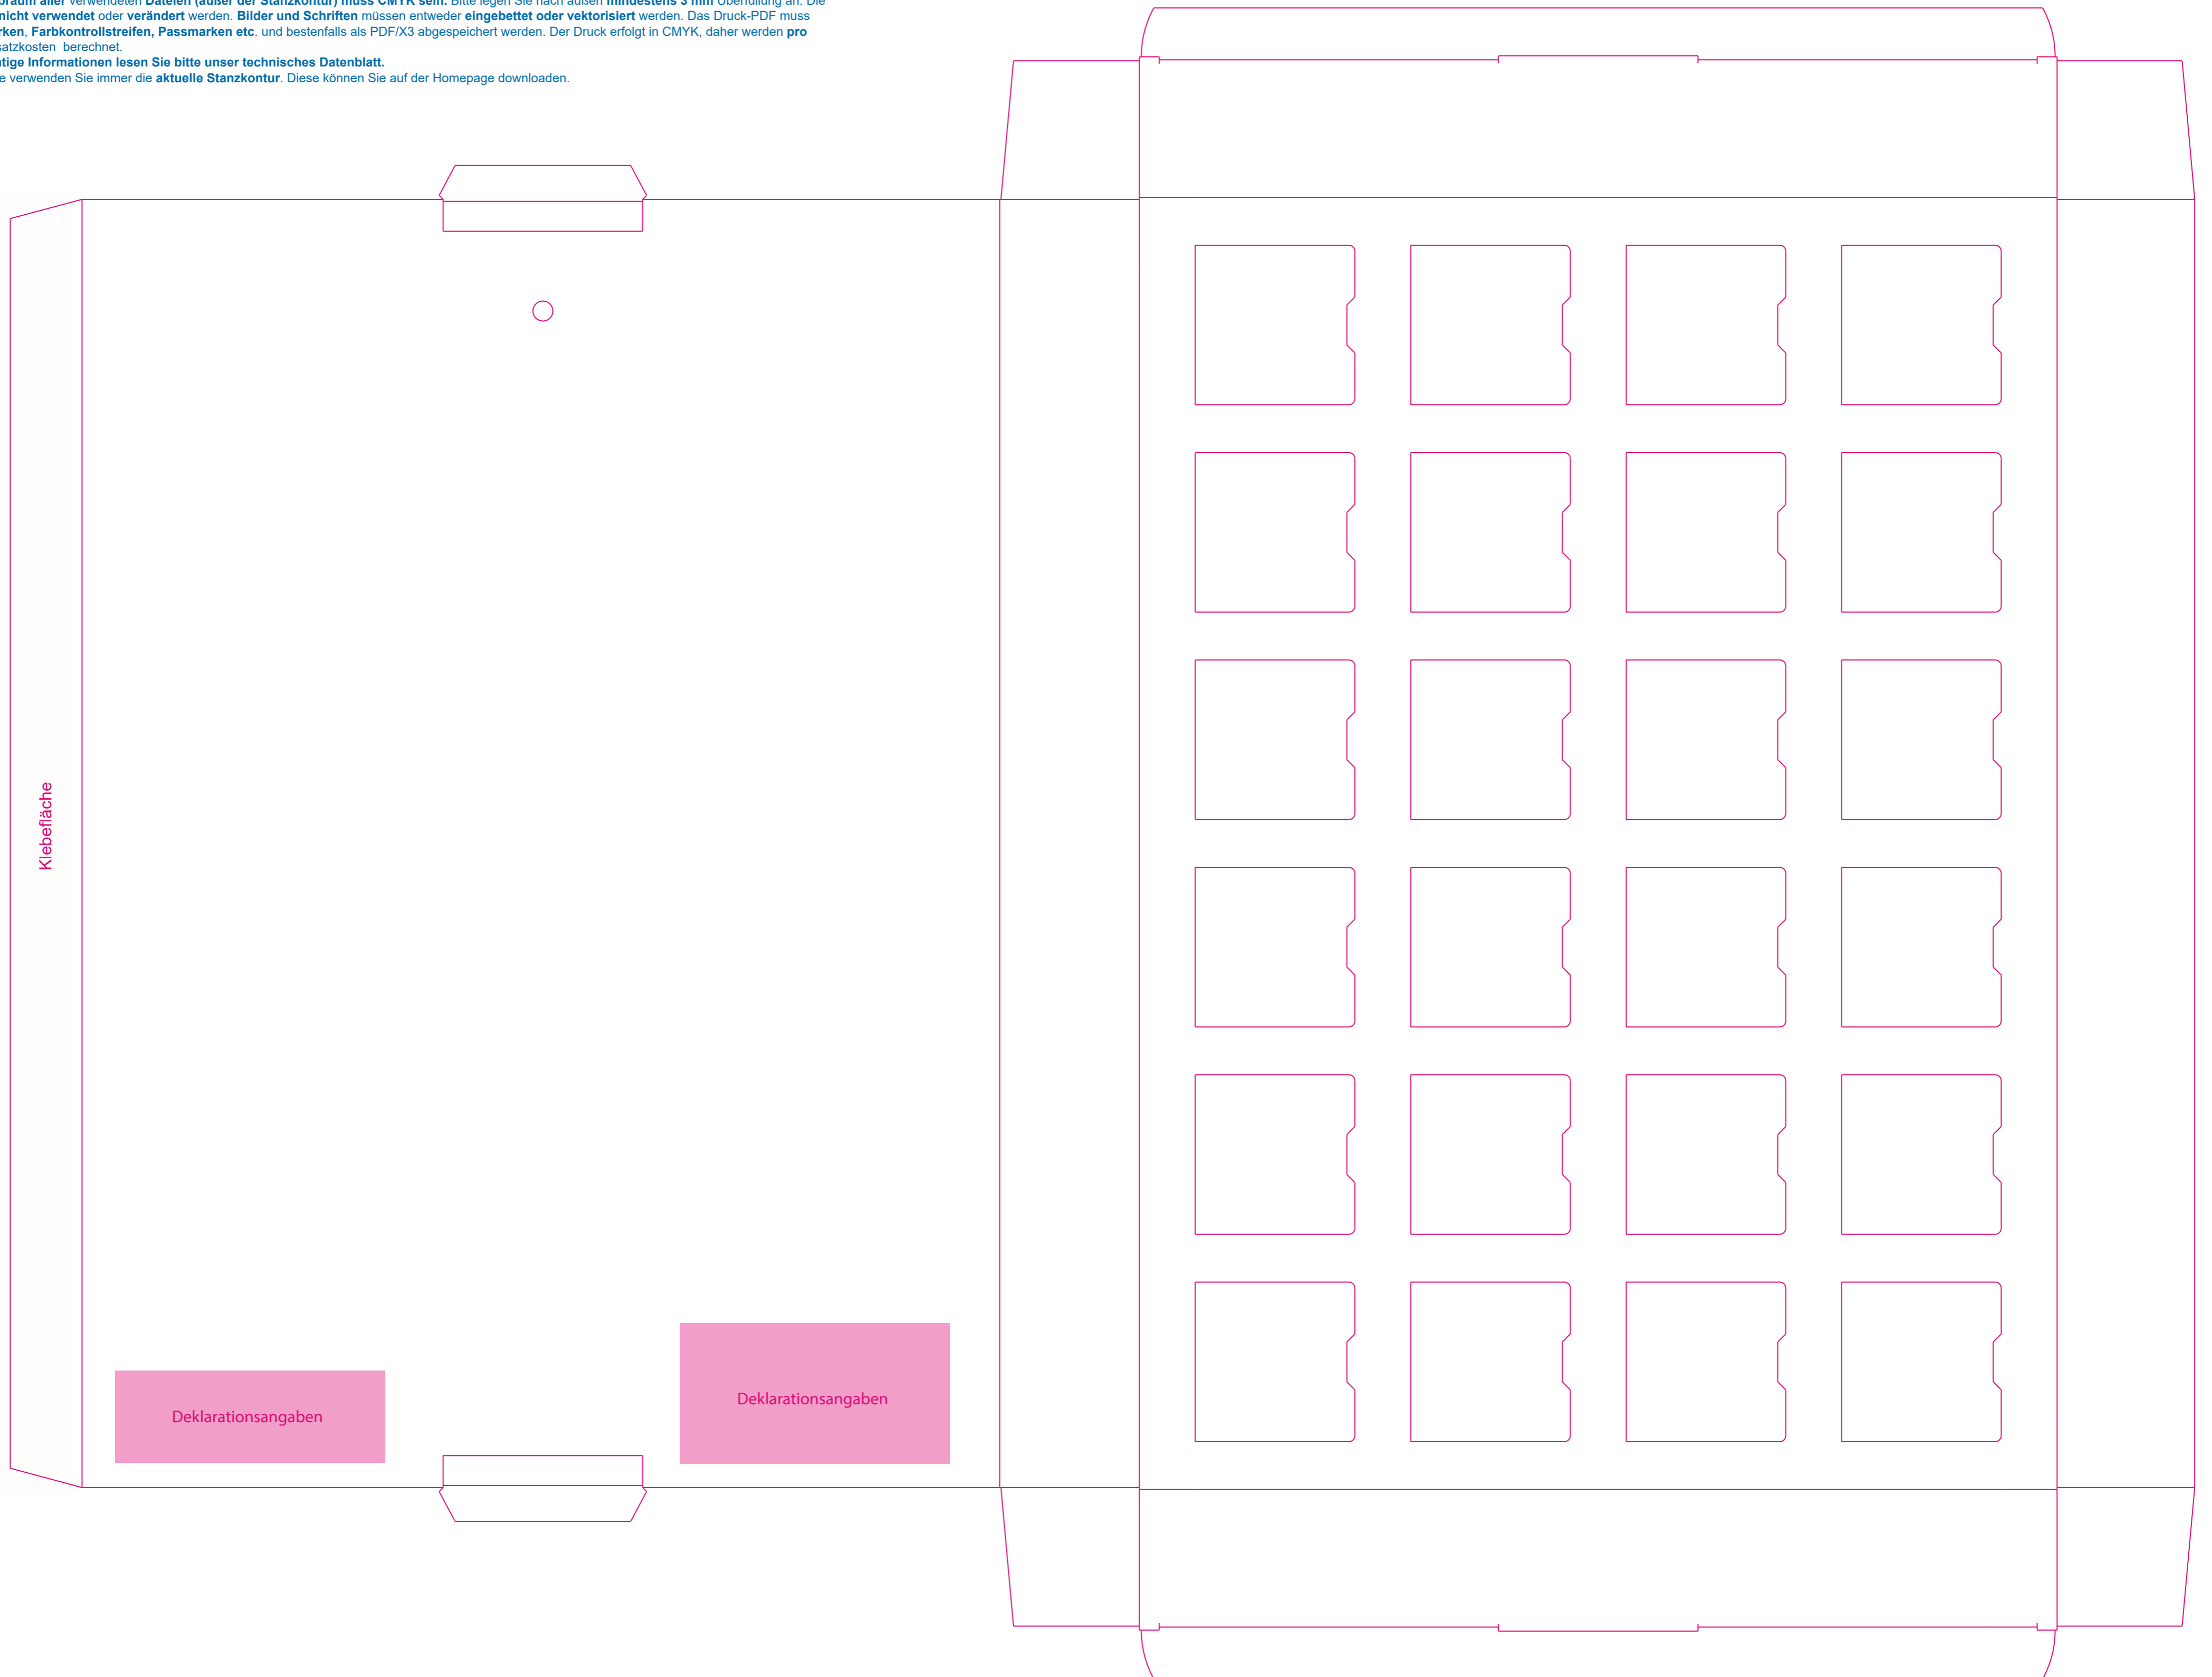 verwendeten Dateien (außer der Stanzkontur) muss CMYK sein. Bitte legen Sie nach außen mindestens 3 mm Überfüllung an. Die
nicht verwendet oder verändert werden. Bilder und Schriften müssen entweder eingebettet oder vektorisiert werden. Das Druck-PDF muss
rken, Farbkontrollstreifen, Passmarken etc. und bestenfalls als PDF/X3 abgespeichert werden. Der Druck erfolgt in CMYK, daher werden pro
satzkosten berechnet.
tige Informationen lesen Sie bitte unser technisches Datenblatt.
e verwenden Sie immer die aktuelle Stanzkontur. Diese können Sie auf der Homepage downloaden.
Klebefläche
Deklarationsangaben
Deklarationsangaben